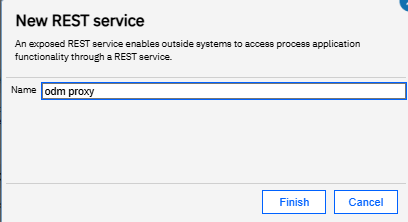 New REST service
An exposed REST service enables outside systems to access process application
functionality through a REST service.
Name odm proxy
Finish Cancel